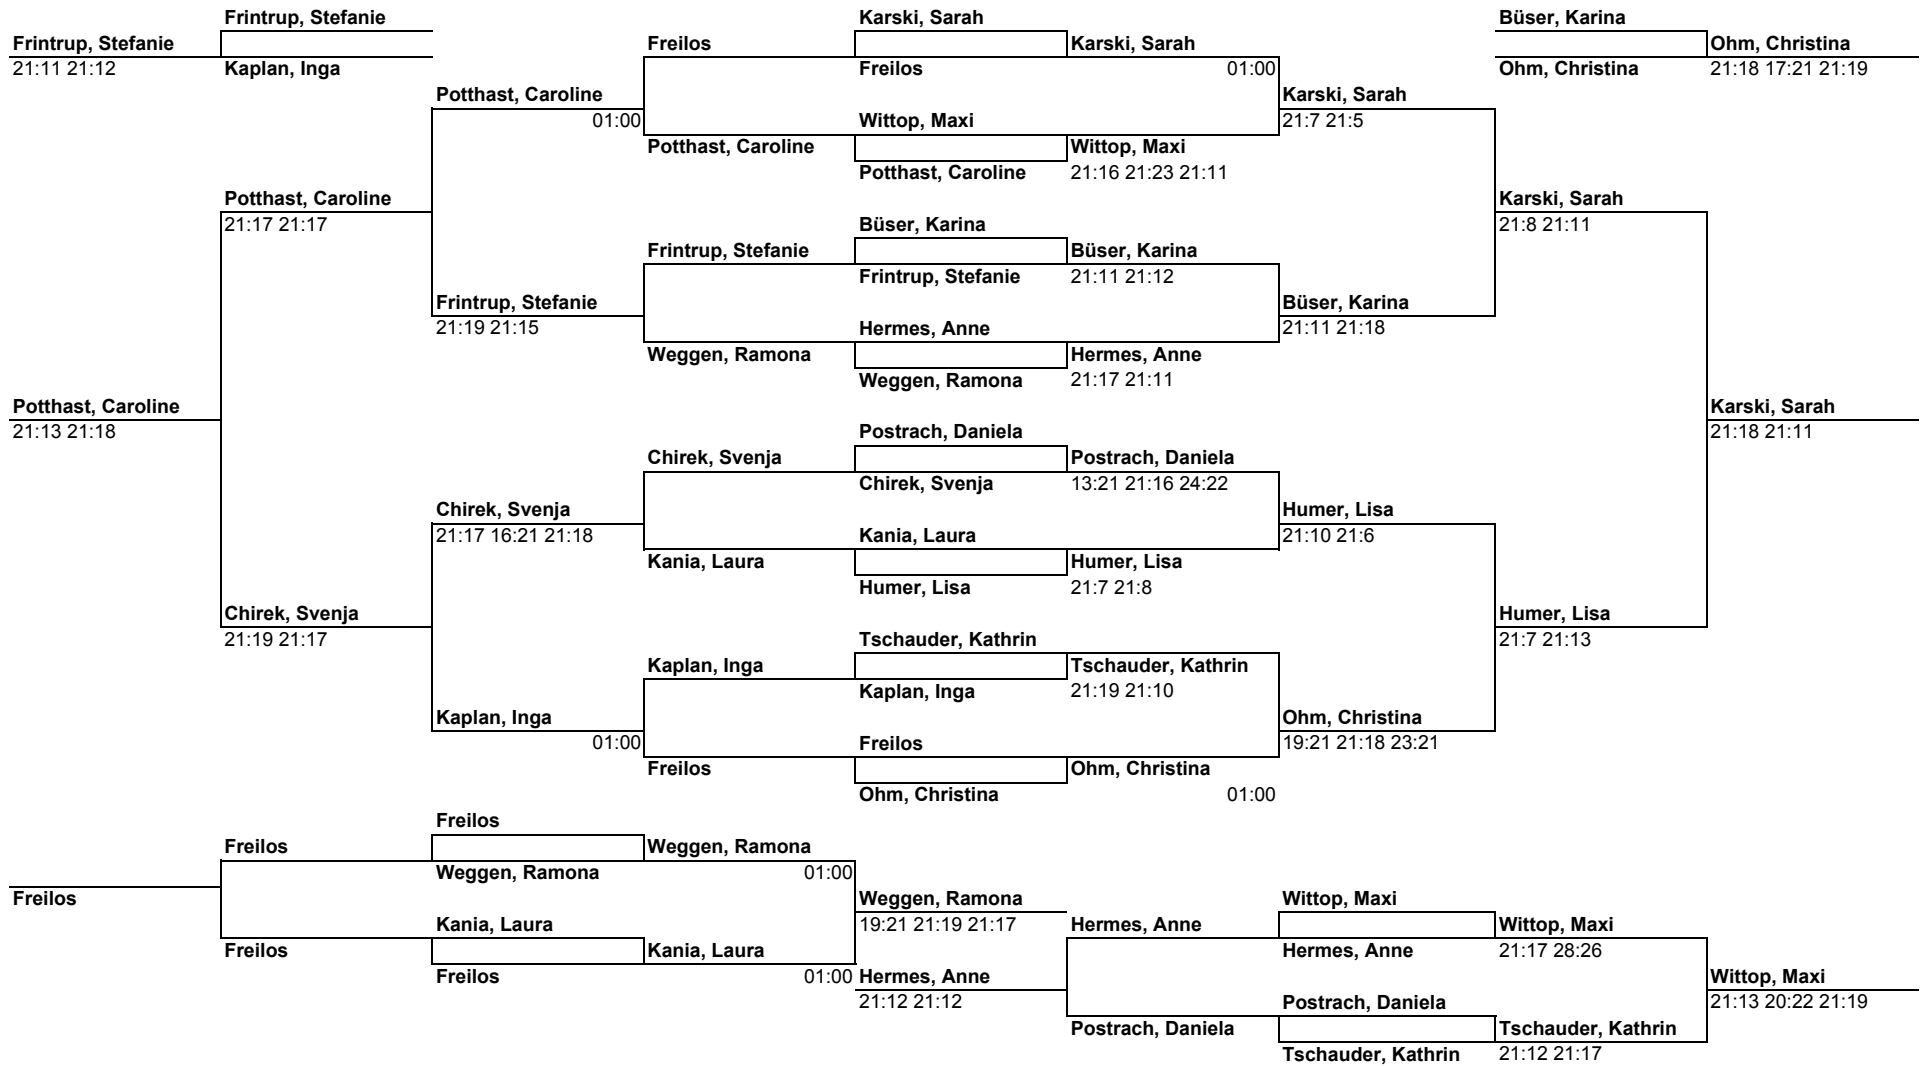 Frintrup, Stefanie Karski, Sarah Büser, Karina
Frintrup, Stefanie Freilos Karski, Sarah Ohm, Christina
21:11 21:12 Kaplan, Inga Freilos 01:00 Ohm, Christina 21:18 17:21 21:19
Potthast, Caroline Karski, Sarah
01:00 Wittop, Maxi 21:7 21:5
Potthast, Caroline Wittop, Maxi
Potthast, Caroline 21:16 21:23 21:11
Potthast, Caroline Karski, Sarah
21:17 21:17 Büser, Karina 21:8 21:11
Frintrup, Stefanie Büser, Karina
Frintrup, Stefanie 21:11 21:12
Frintrup, Stefanie Büser, Karina
21:19 21:15 Hermes, Anne 21:11 21:18
Weggen, Ramona Hermes, Anne
Weggen, Ramona 21:17 21:11
Potthast, Caroline Karski, Sarah
21:13 21:18 Postrach, Daniela 21:18 21:11
Chirek, Svenja Postrach, Daniela
Chirek, Svenja 13:21 21:16 24:22
Chirek, Svenja Humer, Lisa
21:17 16:21 21:18 Kania, Laura 21:10 21:6
Kania, Laura Humer, Lisa
Humer, Lisa 21:7 21:8
Chirek, Svenja Humer, Lisa
21:19 21:17 Tschauder, Kathrin 21:7 21:13
Kaplan, Inga Tschauder, Kathrin
Kaplan, Inga 21:19 21:10
Kaplan, Inga Ohm, Christina
01:00 Freilos 19:21 21:18 23:21
Freilos Ohm, Christina
Ohm, Christina 01:00
Freilos
Freilos Weggen, Ramona
Weggen, Ramona 01:00
Freilos Weggen, Ramona Wittop, Maxi
Kania, Laura 19:21 21:19 21:17 Hermes, Anne Wittop, Maxi
Freilos Kania, Laura Hermes, Anne 21:17 28:26
Freilos 01:00 Hermes, Anne Wittop, Maxi
21:12 21:12 Postrach, Daniela 21:13 20:22 21:19
Postrach, Daniela Tschauder, Kathrin
Tschauder, Kathrin 21:12 21:17